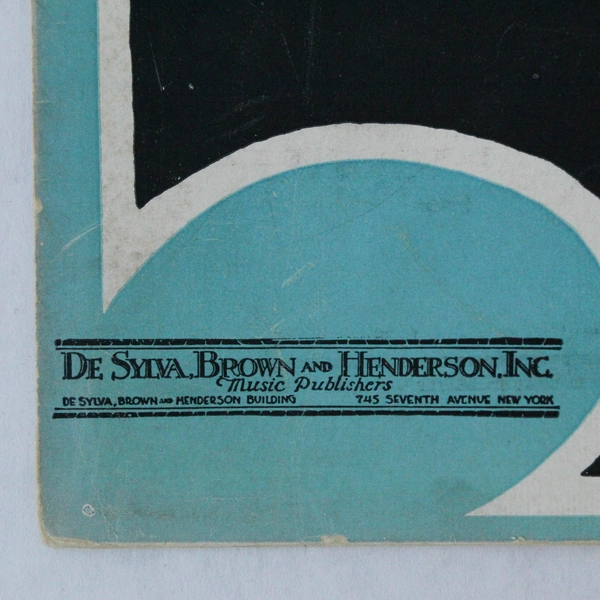 DE SYLVA, BROWN AND HENDERSON, INC.
Music Publishers
DE SYLVA, BROWN AND HENDERSON BUILDING 745 SEVENTH AVENUE NEW YORK